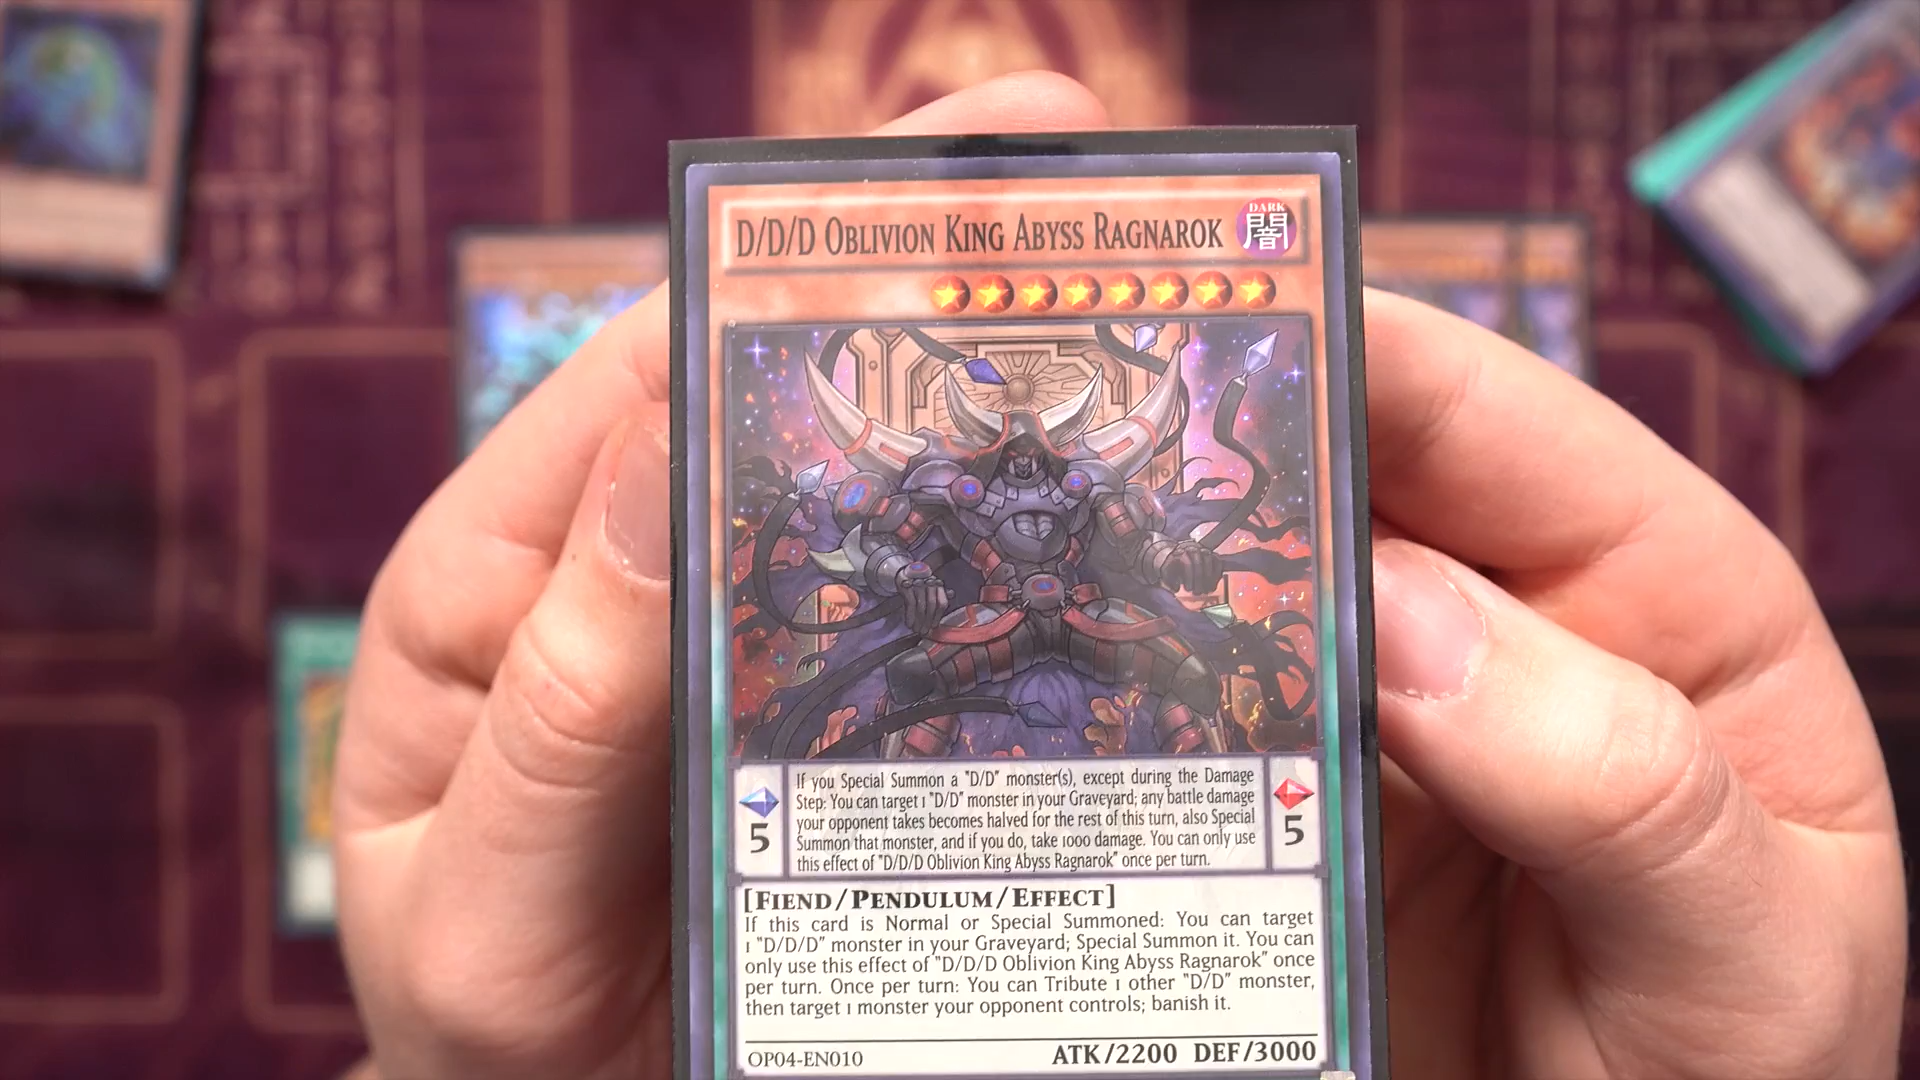 D/D/D Oblivion King Abyss Ragnarok
DARK
闇
If you Special Summon a "D/D" monster(s), except during the Damage
Step: You can target 1 "D/D" monster in your Graveyard; any battle damage
your opponent takes becomes halved for the rest of this turn, also Special
Summon that monster, and if you do, take 1000 damage. You can only use
this effect of "D/D/D Oblivion King Abyss Ragnarok" once per turn.
5
5
[Fiend/Pendulum/Effect]
If this card is Normal or Special Summoned: You can target
1 "D/D/D" monster in your Graveyard; Special Summon it. You can
only use this effect of "D/D/D Oblivion King Abyss Ragnarok" once
per turn. Once per turn: You can Tribute 1 other "D/D" monster,
then target 1 monster your opponent controls; banish it.
OP04-EN010
ATK/2200 DEF/3000